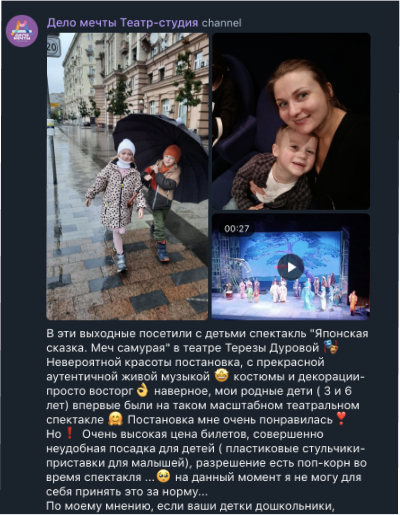 Дело мечты Театр-студия channel
00:27
В эти выходные посетили с детьми спектакль "Японская
сказка. Меч самурая" в театре Терезы Дуровой 🎭
Невероятной красоты постановка, с прекрасной
аутентичной живой музыкой 🤩 костюмы и декорации-
просто восторг 👌 наверное, мои родные дети ( 3 и 6
лет) впервые были на таком масштабном театральном
спектакле 🤗 Постановка мне очень понравилась ❣️
Но ❗ Очень высокая цена билетов, совершенно
неудобная посадка для детей ( пластиковые стульчики-
приставки для малышей), разрешение есть поп-корн во
время спектакля ...🥺 на данный момент я не могу для
себя принять это за норму...
По моему мнению, если ваши детки дошкольники,